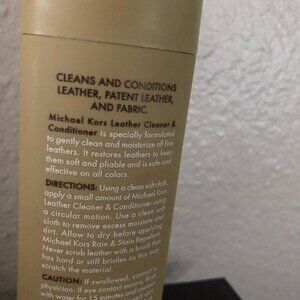 CLEANS AND CONDITIONS
LEATHER, PATENT LEATHER,
AND FABRIC.
Michael Kors Leather Cleaner &
Conditioner is specially formulated
to gently clean and moisturize all fine
leathers. It restores leathers to keep
them soft and pliable and is safe and
effective on all colors.
DIRECTIONS: Using a clean soft cloth,
apply a small amount of Michael Kors
Leather Cleaner & Conditioner using
a circular motion. Use a clean soft
cloth to remove excess moisture and
dirt. Allow to dry before applying
Michael Kors Rain & Stain Repellent.
Never scrub leather with a brush that
has hard or stiff bristles as this may
scratch the material.
CAUTION: If swallowed, contact a
physician. If eye contact occurs, flush
with water for 15 minutes and contact